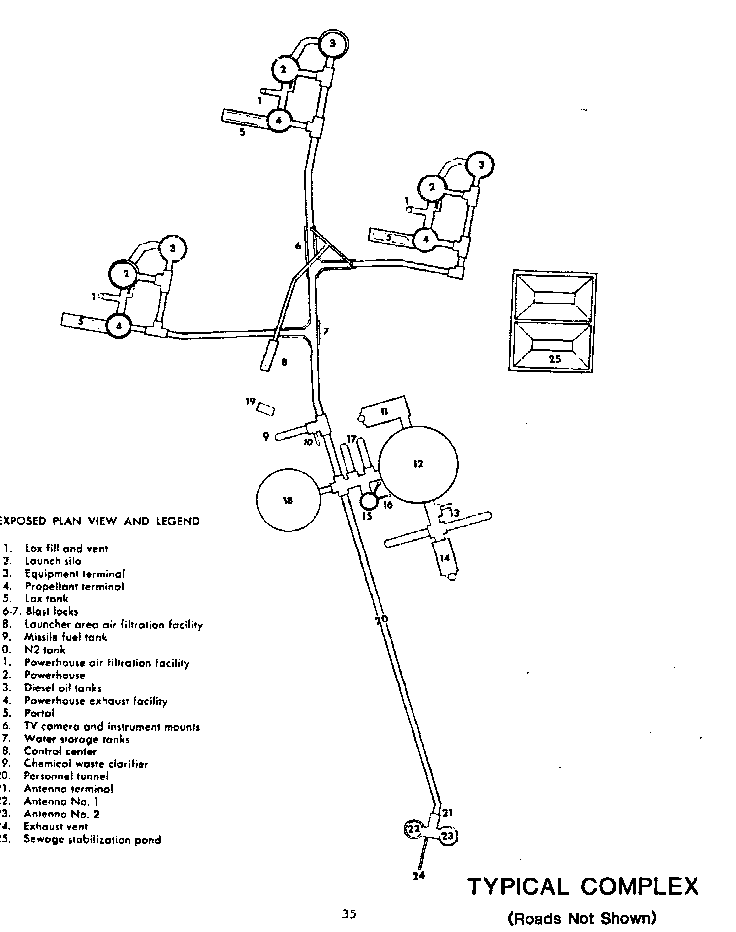 3
2
1
4
5
3
2
1
5
4
6
3
2
1
5
4
7
8
25
19
9
10
11
17
12
18
15
16
13
14
EXPOSED PLAN VIEW AND LEGEND
1. Lox fill and vent
2. Launch silo
3. Equipment terminal
4. Propellant terminal
5. Lox tank
6-7. Blast locks
8. Launcher area air filtration facility
9. Missile fuel tank
0. N2 tank
1. Powerhouse air filtration facility
2. Powerhouse
3. Diesel oil tanks
4. Powerhouse exhaust facility
5. Portal
6. TV camera and instrument mounts
7. Water storage tanks
8. Control center
9. Chemical waste clarifier
20. Personnel tunnel
21. Antenna terminal
22. Antenna No. 1
23. Antenna No. 2
24. Exhaust vent
25. Sewage stabilization pond
20
21
22
23
24
TYPICAL COMPLEX
35
(Roads Not Shown)